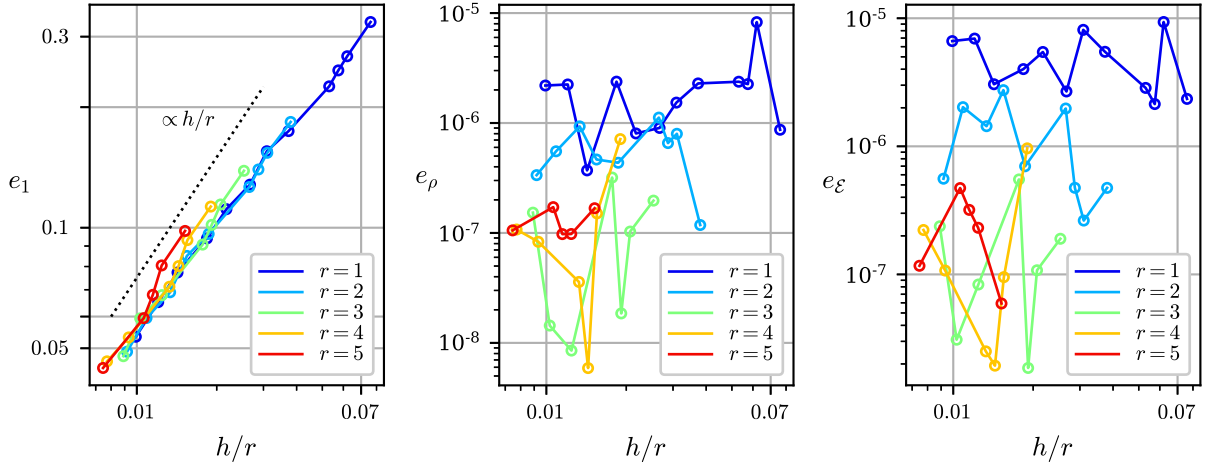 e₁
0.3
0.1
0.05
∝ h/r
r = 1
r = 2
r = 3
r = 4
r = 5
0.01
0.07
h/r
e_ρ
10⁻⁵
10⁻⁶
10⁻⁷
10⁻⁸
r = 1
r = 2
r = 3
r = 4
r = 5
0.01
0.07
h/r
e_ℰ
10⁻⁵
10⁻⁶
10⁻⁷
r = 1
r = 2
r = 3
r = 4
r = 5
0.01
0.07
h/r